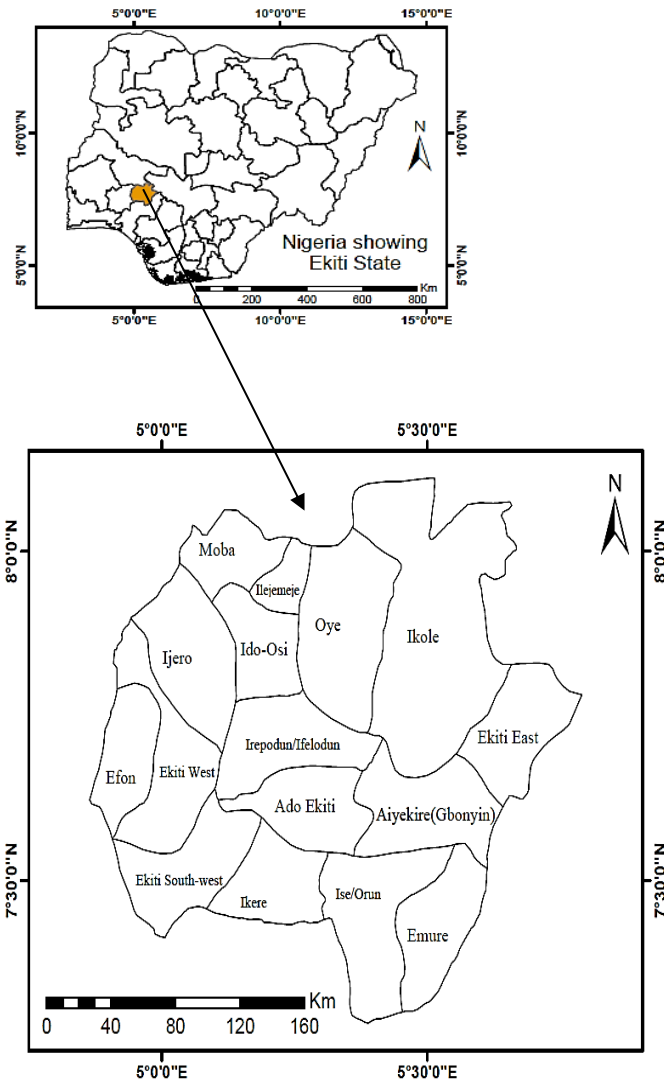 5°0'0"E 10°0'0"E 15°0'0"E
10°0'0"N
10°0'0"N
N
Nigeria showing
Ekiti State
5°0'0"N
5°0'0"N
Km
0 200 400 600 800
5°0'0"E 10°0'0"E 15°0'0"E
5°0'0"E 5°30'0"E
N
8°0'0"N
8°0'0"N
Moba
Ilejemeje
Oye
Ikole
Ido-Osi
Ijero
Ekiti East
Irepodun/Ifelodun
Ekiti West
Efon
Ado Ekiti
Aiyekire(Gbonyin)
Ekiti South-west
Ise/Orun
Ikere
7°30'0"N
7°30'0"N
Emure
Km
0 40 80 120 160
5°0'0"E 5°30'0"E